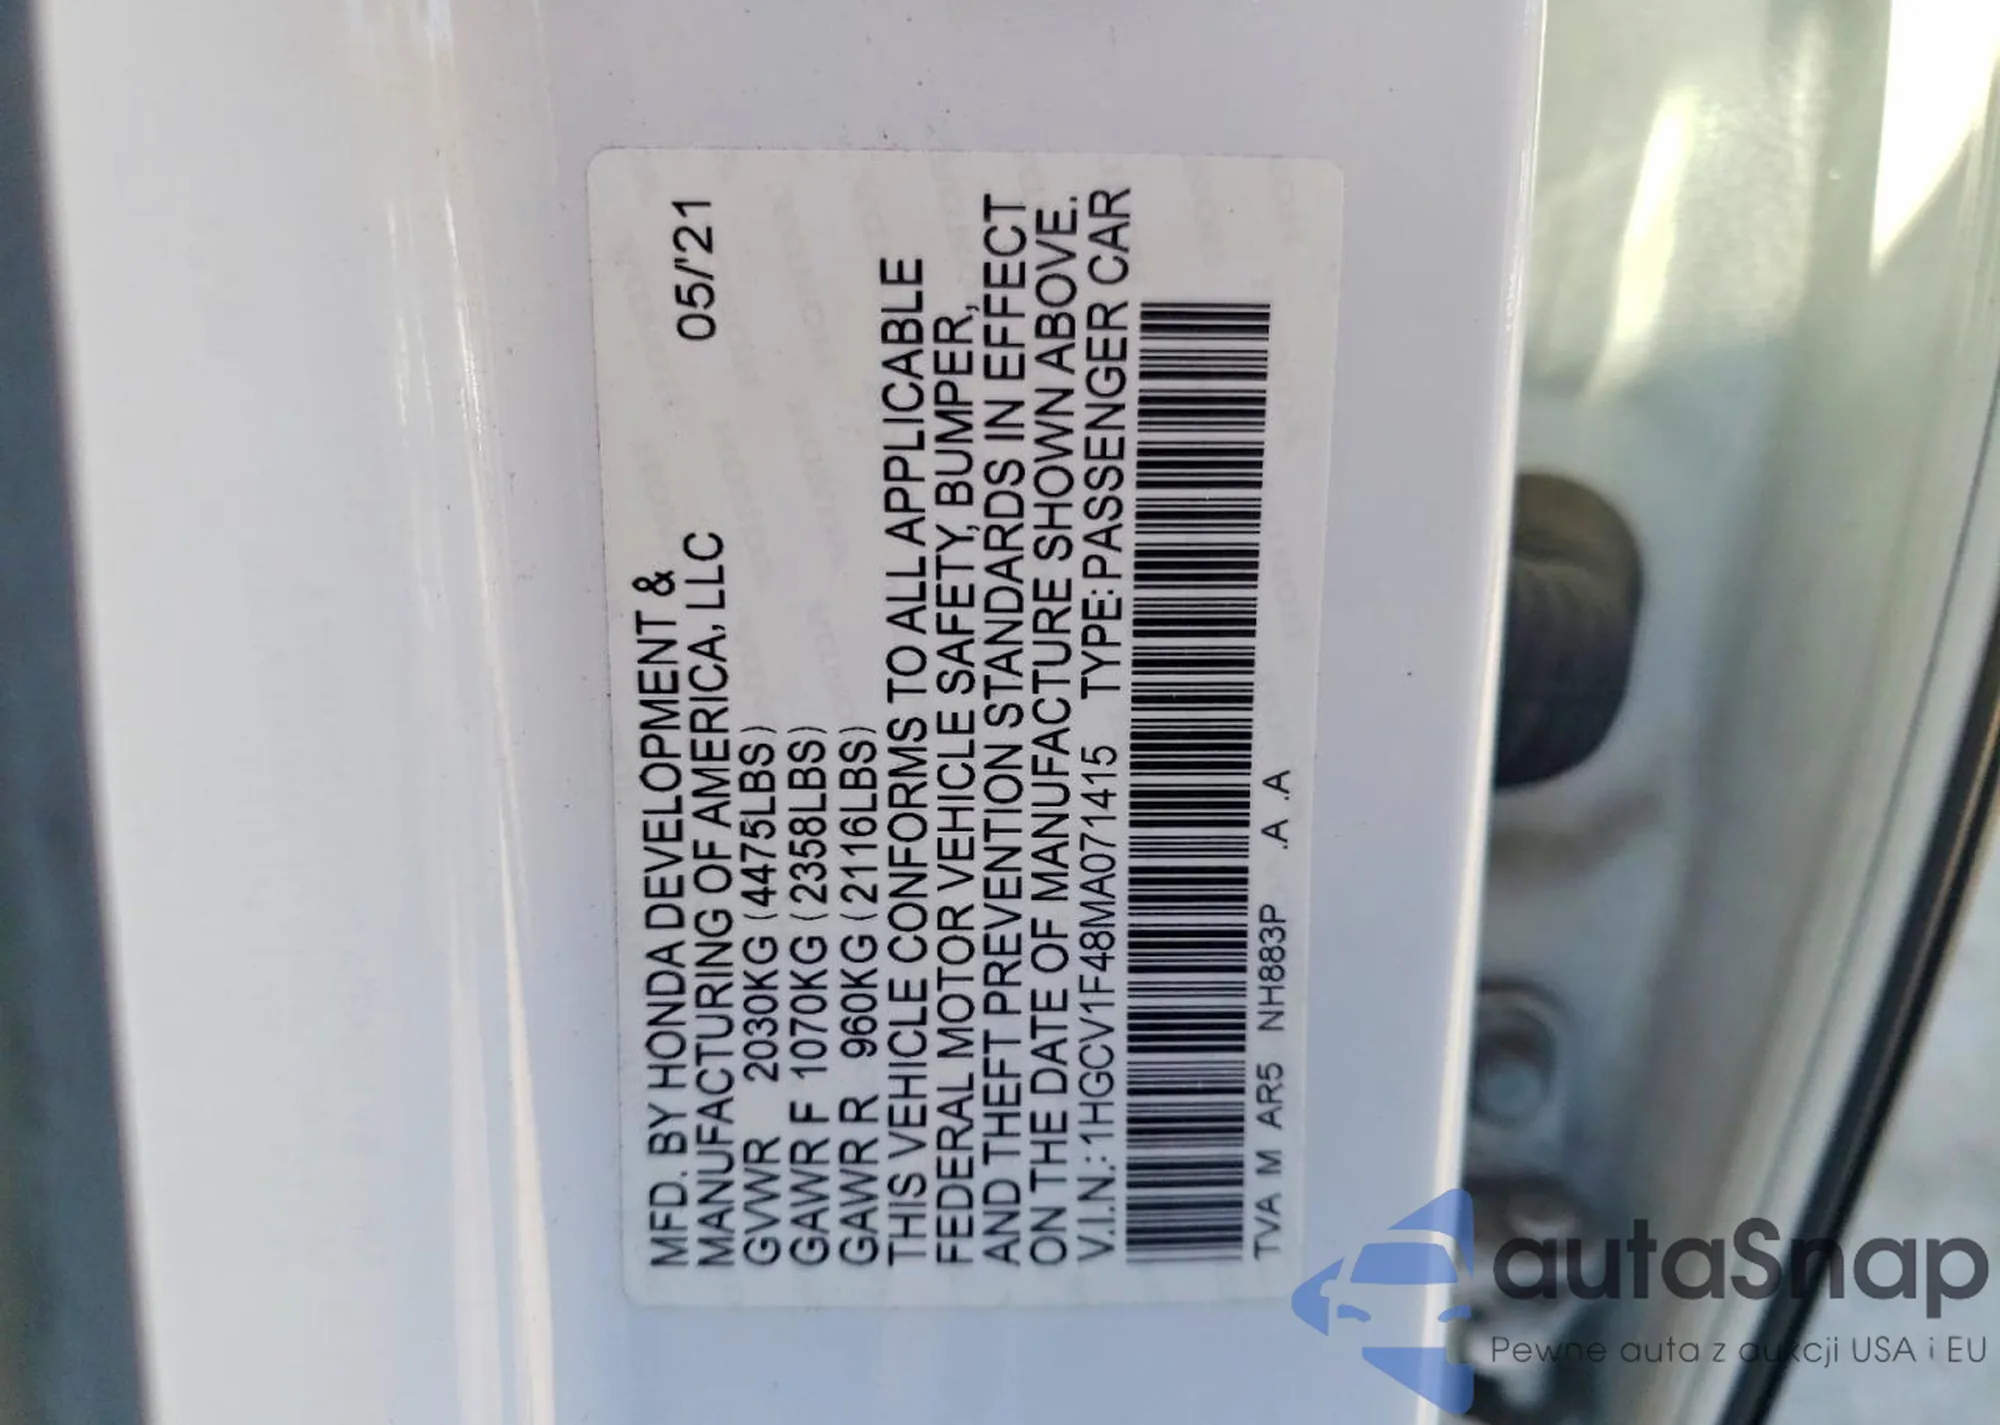 MFD. BY HONDA DEVELOPMENT &
MANUFACTURING OF AMERICA, LLC 05/'21
GVWR 2030KG (4475LBS)
GAWR F 1070KG (2358LBS)
GAWR R 960KG (2116LBS)
THIS VEHICLE CONFORMS TO ALL APPLICABLE
FEDERAL MOTOR VEHICLE SAFETY, BUMPER,
AND THEFT PREVENTION STANDARDS IN EFFECT
ON THE DATE OF MANUFACTURE SHOWN ABOVE.
V.I.N.: 1HGCV1F48MA071415 TYPE: PASSENGER CAR
TVA M AR5 NH883P .A .A
autaSnap
Pewne auta z aukcji USA i EU